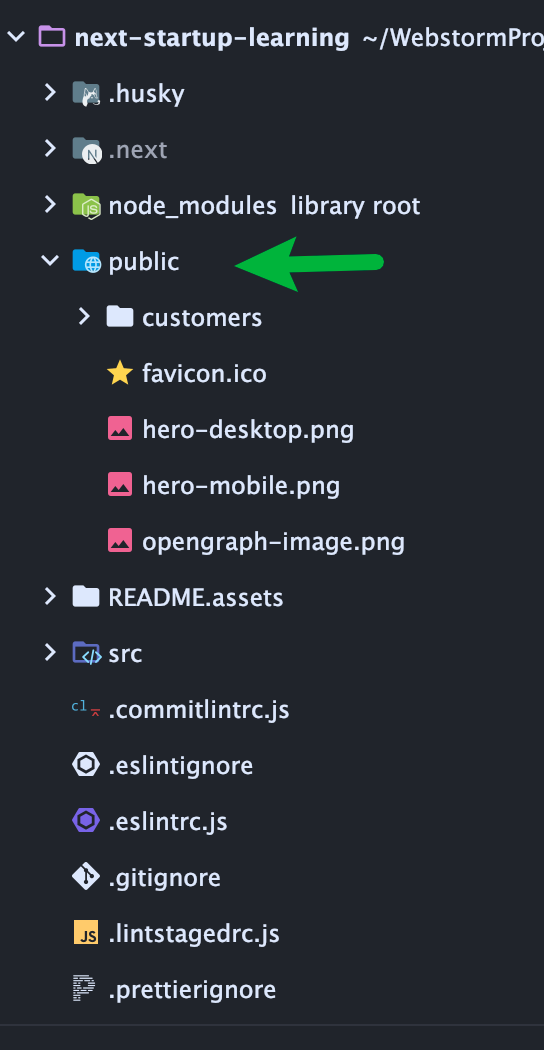 next-startup-learning ~/WebstormPro
.husky
.next
node_modules library root
public
customers
favicon.ico
hero-desktop.png
hero-mobile.png
opengraph-image.png
README.assets
src
.commitlintrc.js
.eslintignore
.eslintrc.js
.gitignore
.lintstagedrc.js
.prettierignore